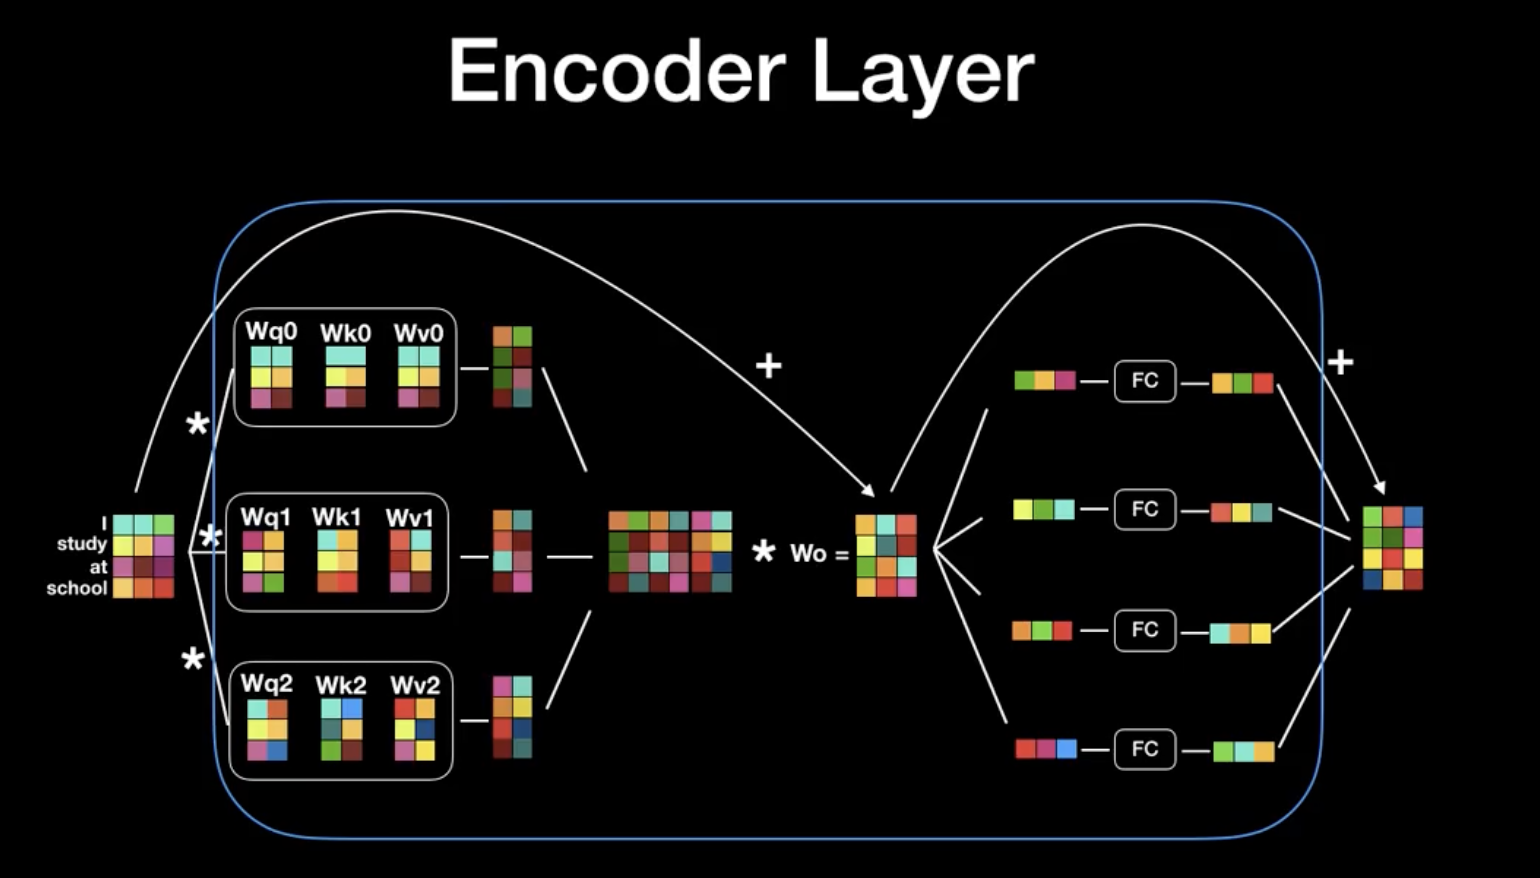 Encoder Layer
Wq0 Wk0 Wv0
+
+
FC
*
I
study
at
school
Wq1 Wk1 Wv1
*
* Wo =
FC
FC
*
Wq2 Wk2 Wv2
FC